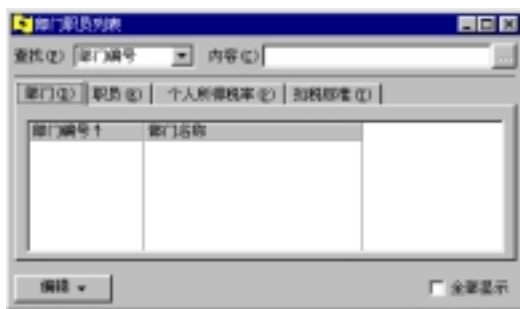 部门职员列表
查找(F) 部门编号 内容(C) ...
部门(D) 职员(E) 个人所得税率(P) 扣税标准(T)
部门编号↑ 部门名称
编辑 全部显示